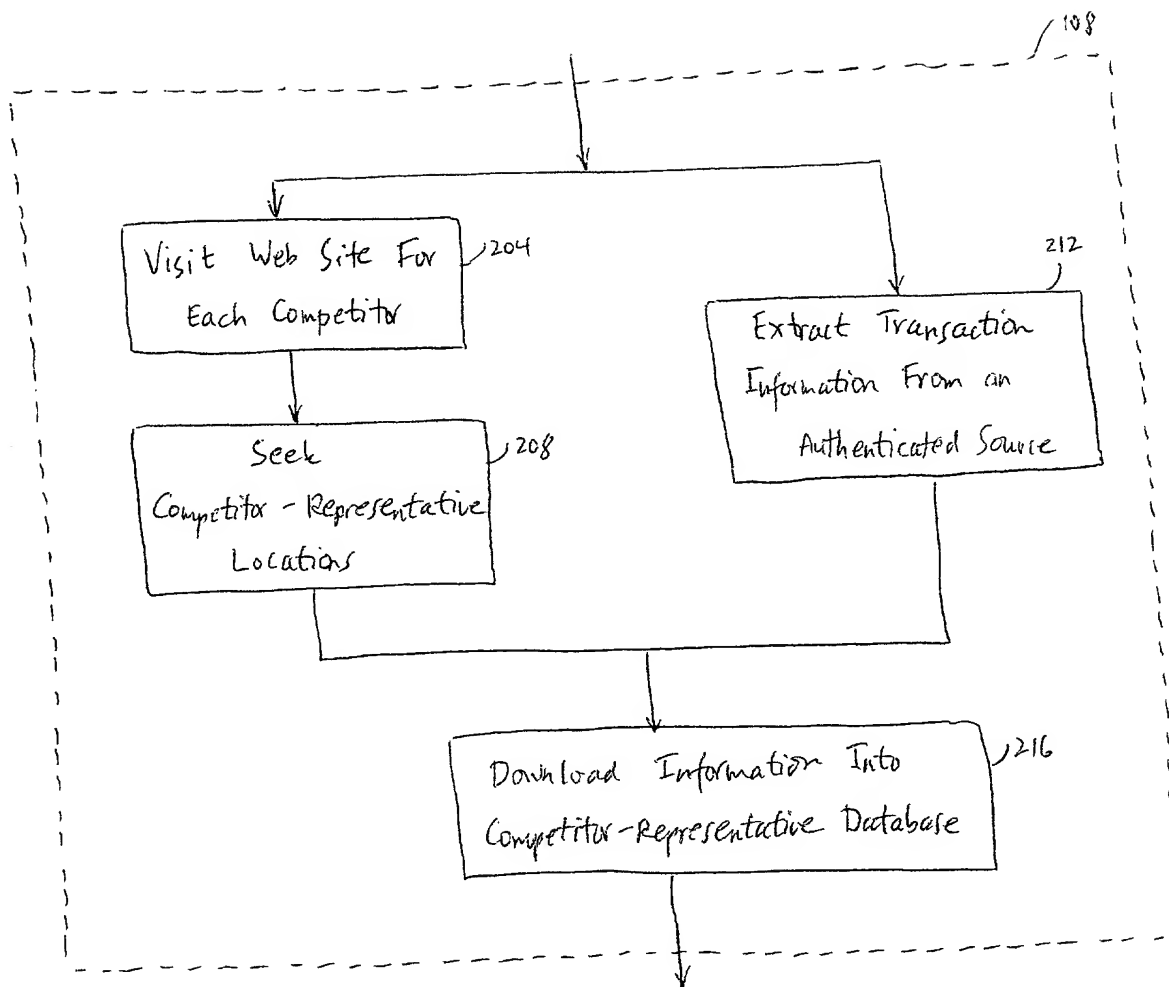 108
Visit Web Site For
Each Competitor
204
Seek
Competitor-Representative
Locations
208
212
Extract Transaction
Information From an
Authenticated Source
Download Information Into
Competitor-Representative Database
216